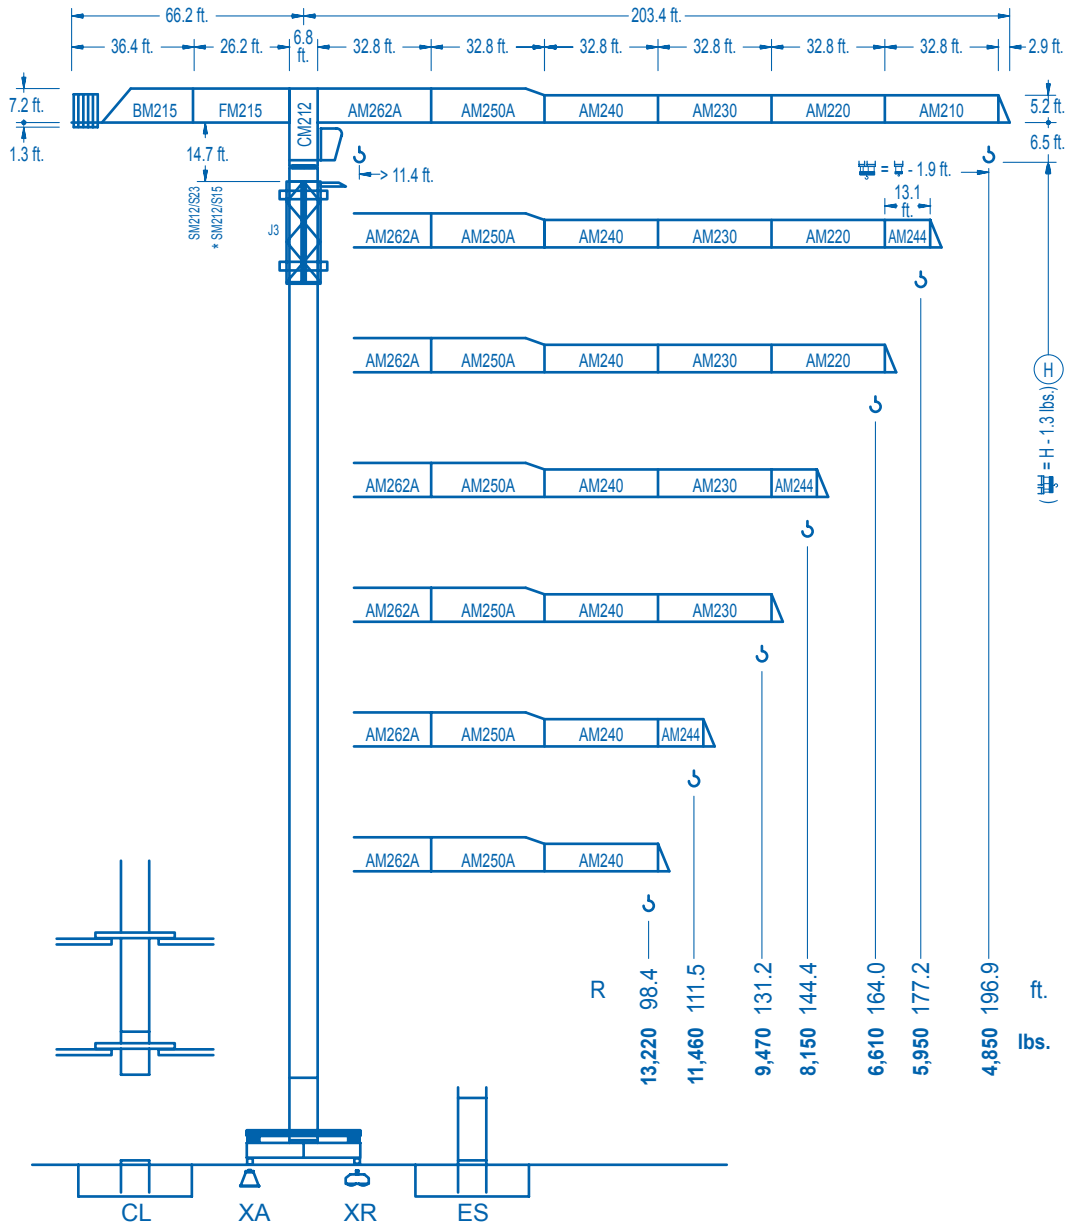 66.2 ft.
203.4 ft.
36.4 ft.
26.2 ft.
6.8 ft.
32.8 ft.
32.8 ft.
32.8 ft.
32.8 ft.
32.8 ft.
32.8 ft.
2.9 ft.
7.2 ft.
BM215
FM215
CM212
AM262A
AM250A
AM240
AM230
AM220
AM210
5.2 ft.
1.3 ft.
14.7 ft.
> 11.4 ft.
= - 1.9 ft.
6.5 ft.
13.1 ft.
SM212/S23
* SM212/S15
J3
AM262A
AM250A
AM240
AM230
AM220
AM244
AM262A
AM250A
AM240
AM230
AM220
H
( = H - 1.3 lbs.)
AM262A
AM250A
AM240
AM230
AM244
AM262A
AM250A
AM240
AM230
AM262A
AM250A
AM240
AM244
AM262A
AM250A
AM240
R 98.4 111.5 131.2 144.4 164.0 177.2 196.9 ft.
13,220 11,460 9,470 8,150 6,610 5,950 4,850 lbs.
CL
XA
XR
ES